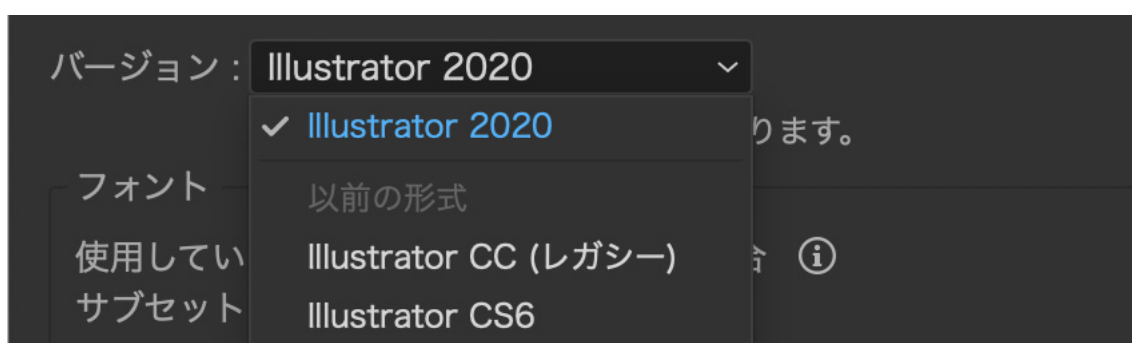 バージョン : Illustrator 2020
Illustrator 2020
ります。
フォント
以前の形式
使用してい
Illustrator CC (レガシー)
サブセット
Illustrator CS6